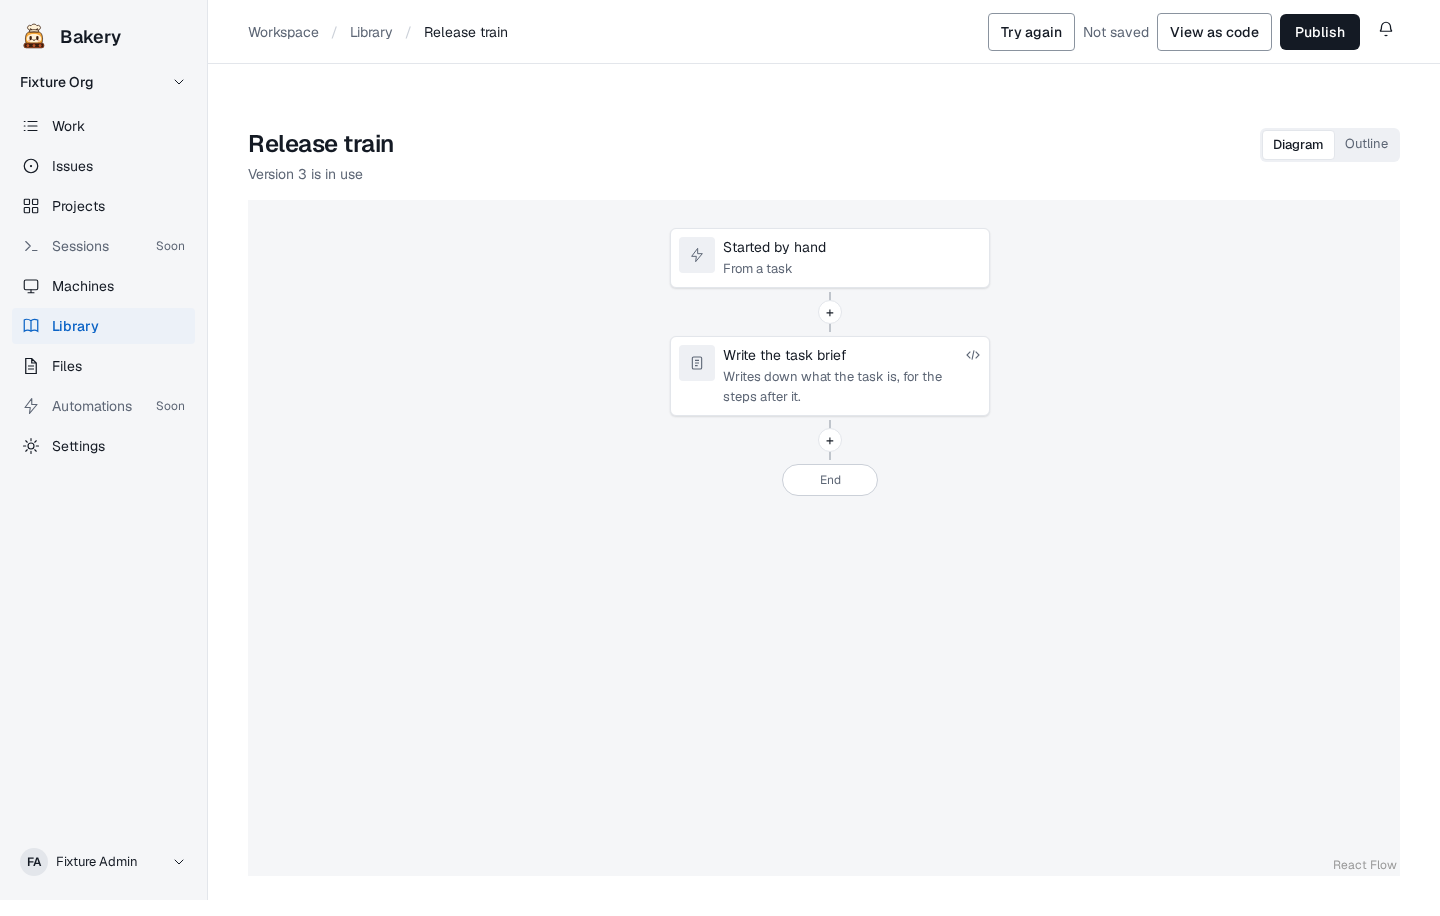 Bakery
Fixture Org
Work
Issues
Projects
Sessions Soon
Machines
Library
Files
Automations Soon
Settings
FA Fixture Admin
Workspace / Library / Release train
Try again Not saved View as code Publish
Release train
Version 3 is in use
Diagram Outline
Started by hand
From a task
+
Write the task brief
Writes down what the task is, for the
steps after it.
+
End
React Flow